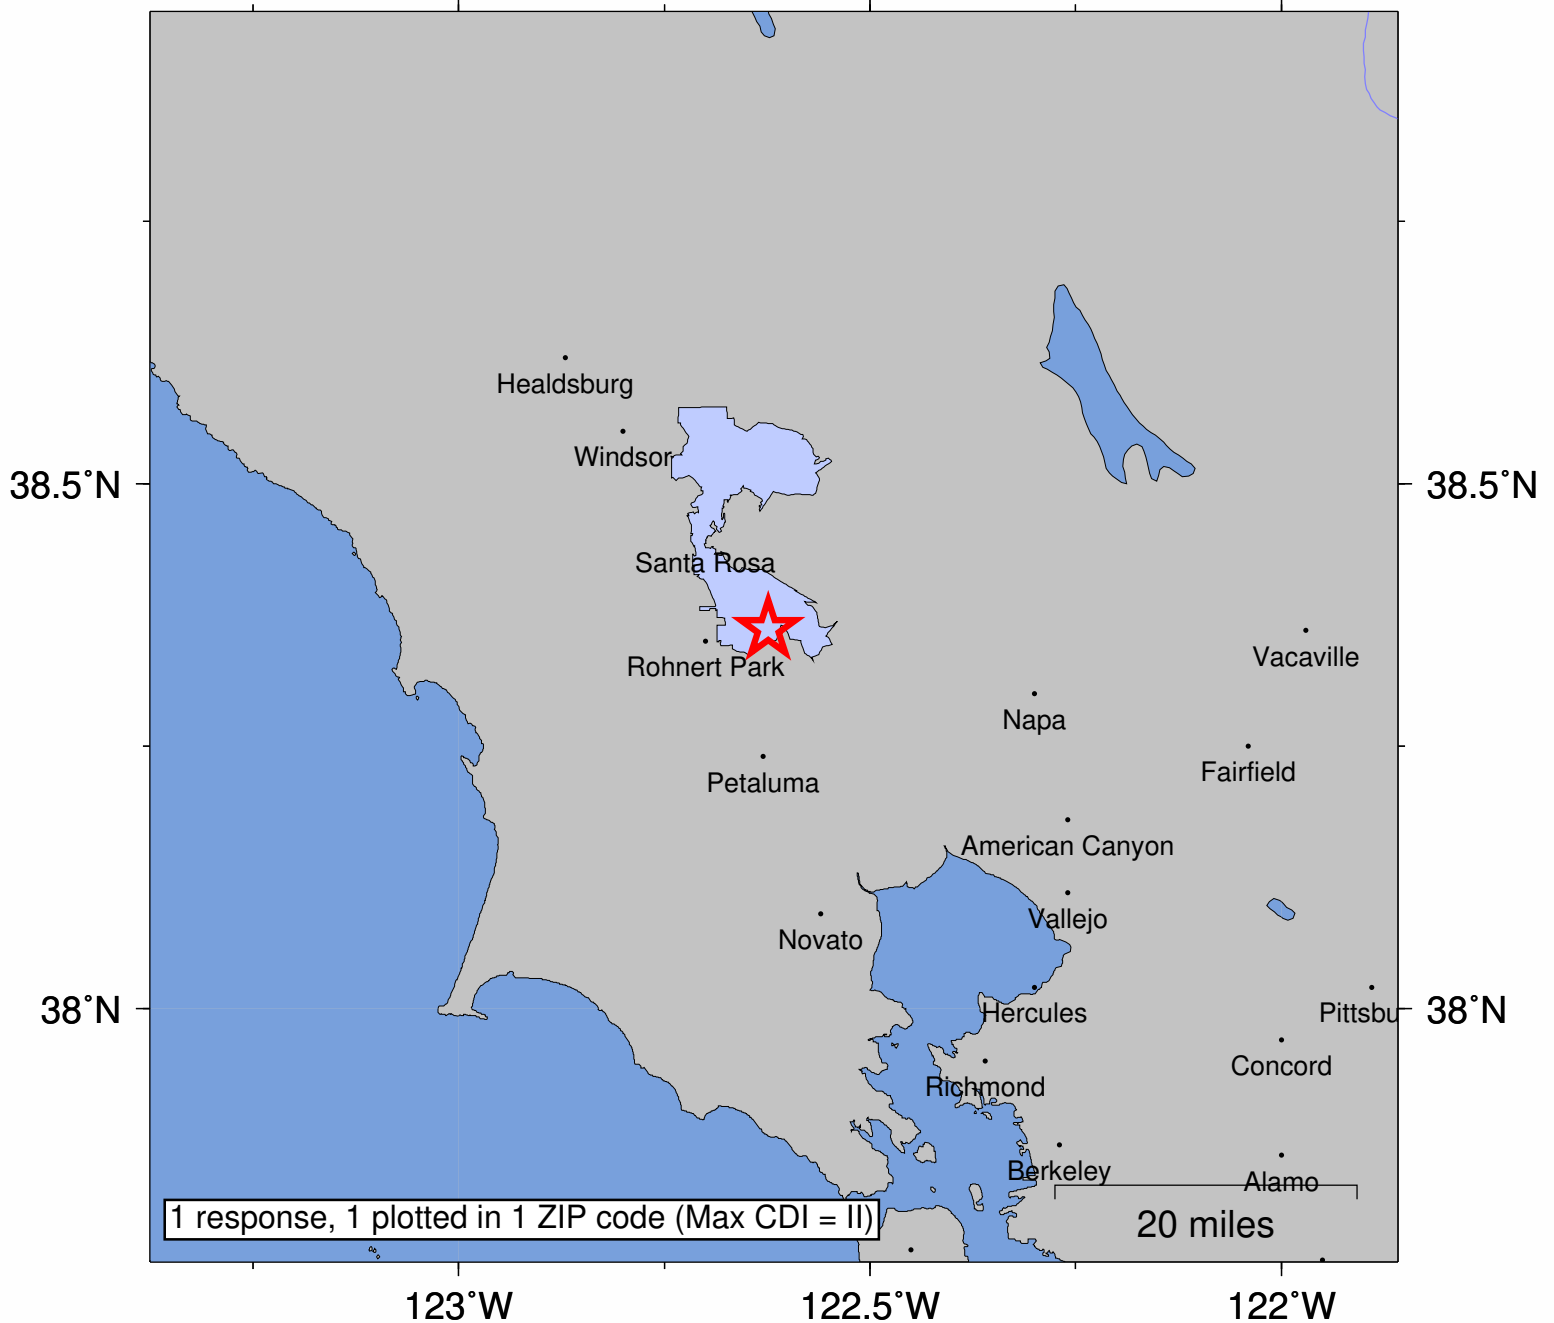 Healdsburg
Windsor
38.5°N
38.5°N
Santa Rosa
Vacaville
Rohnert Park
Napa
Fairfield
Petaluma
American Canyon
Vallejo
Novato
38°N
Hercules
Pittsbu
38°N
Concord
Richmond
Berkeley
Alamo
1 response, 1 plotted in 1 ZIP code (Max CDI = II)
20 miles
123°W
122.5°W
122°W